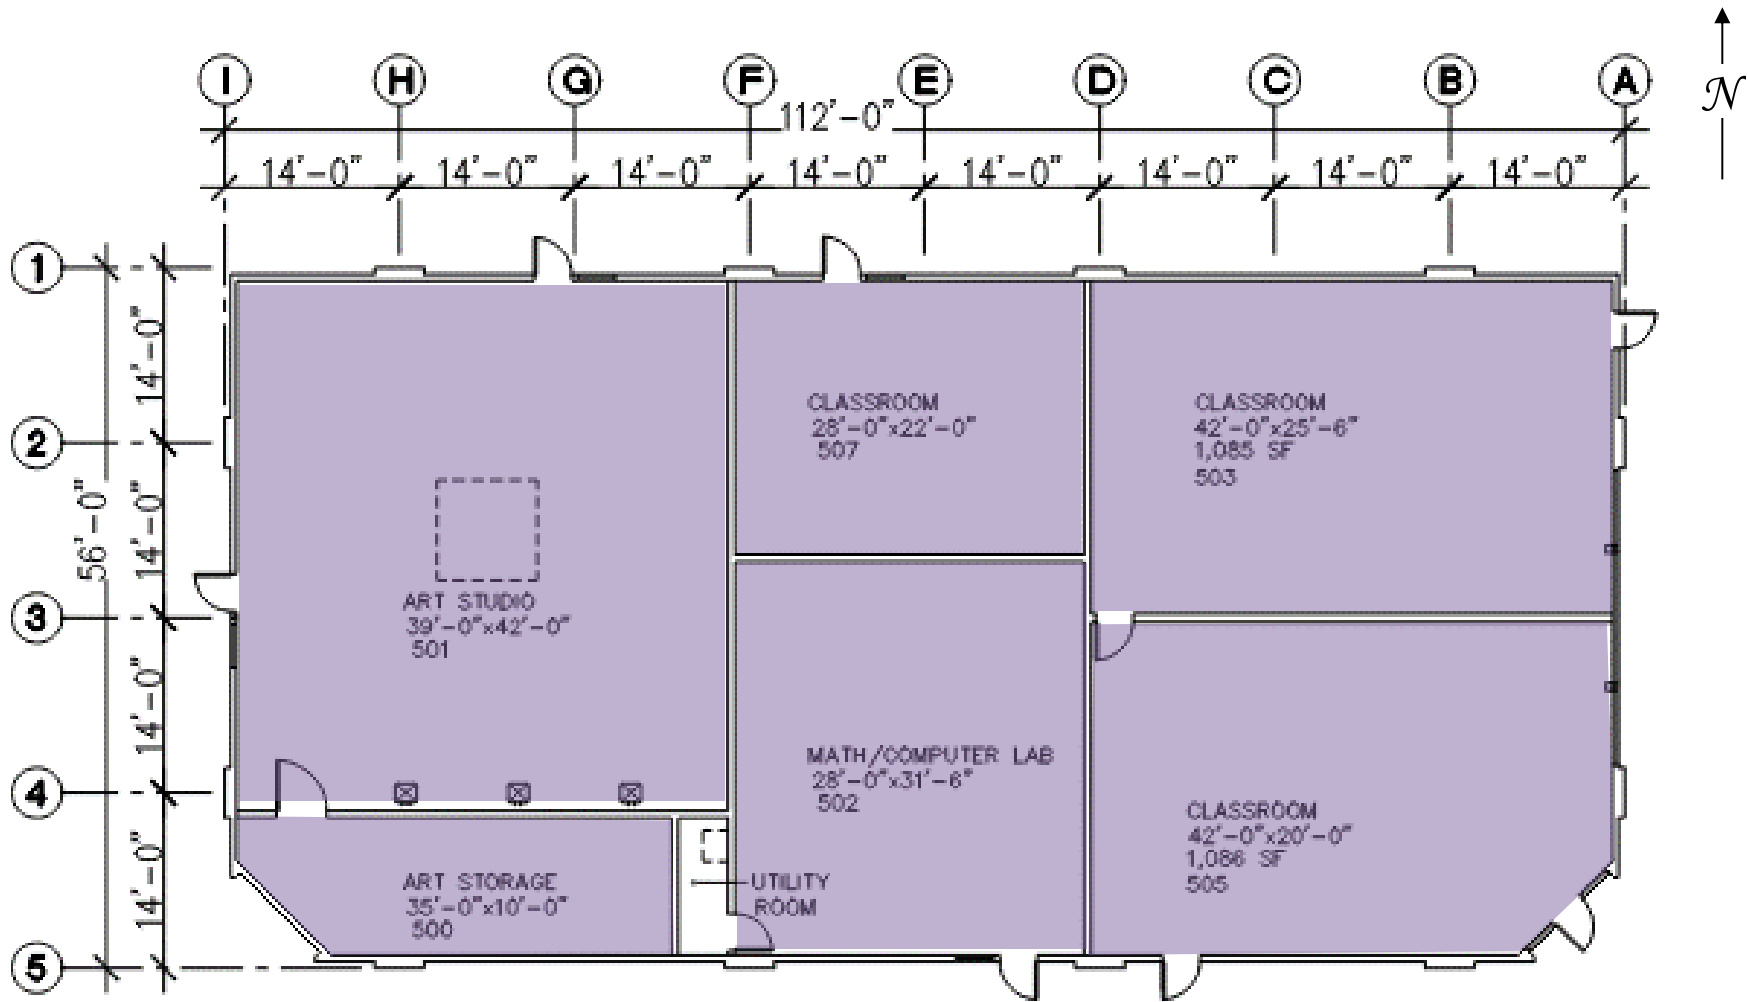 N
I H G F E D C B A
112'-0"
14'-0" 14'-0" 14'-0" 14'-0" 14'-0" 14'-0" 14'-0" 14'-0"
1
14'-0"
2
14'-0"
56'-0"
3
14'-0"
4
14'-0"
5
CLASSROOM
28'-0"x22'-0"
507
CLASSROOM
42'-0"x25'-6"
1,085 SF
503
ART STUDIO
39'-0"x42'-0"
501
MATH/COMPUTER LAB
28'-0"x31'-6"
502
CLASSROOM
42'-0"x20'-0"
1,086 SF
505
ART STORAGE
35'-0"x10'-0"
500
UTILITY
ROOM